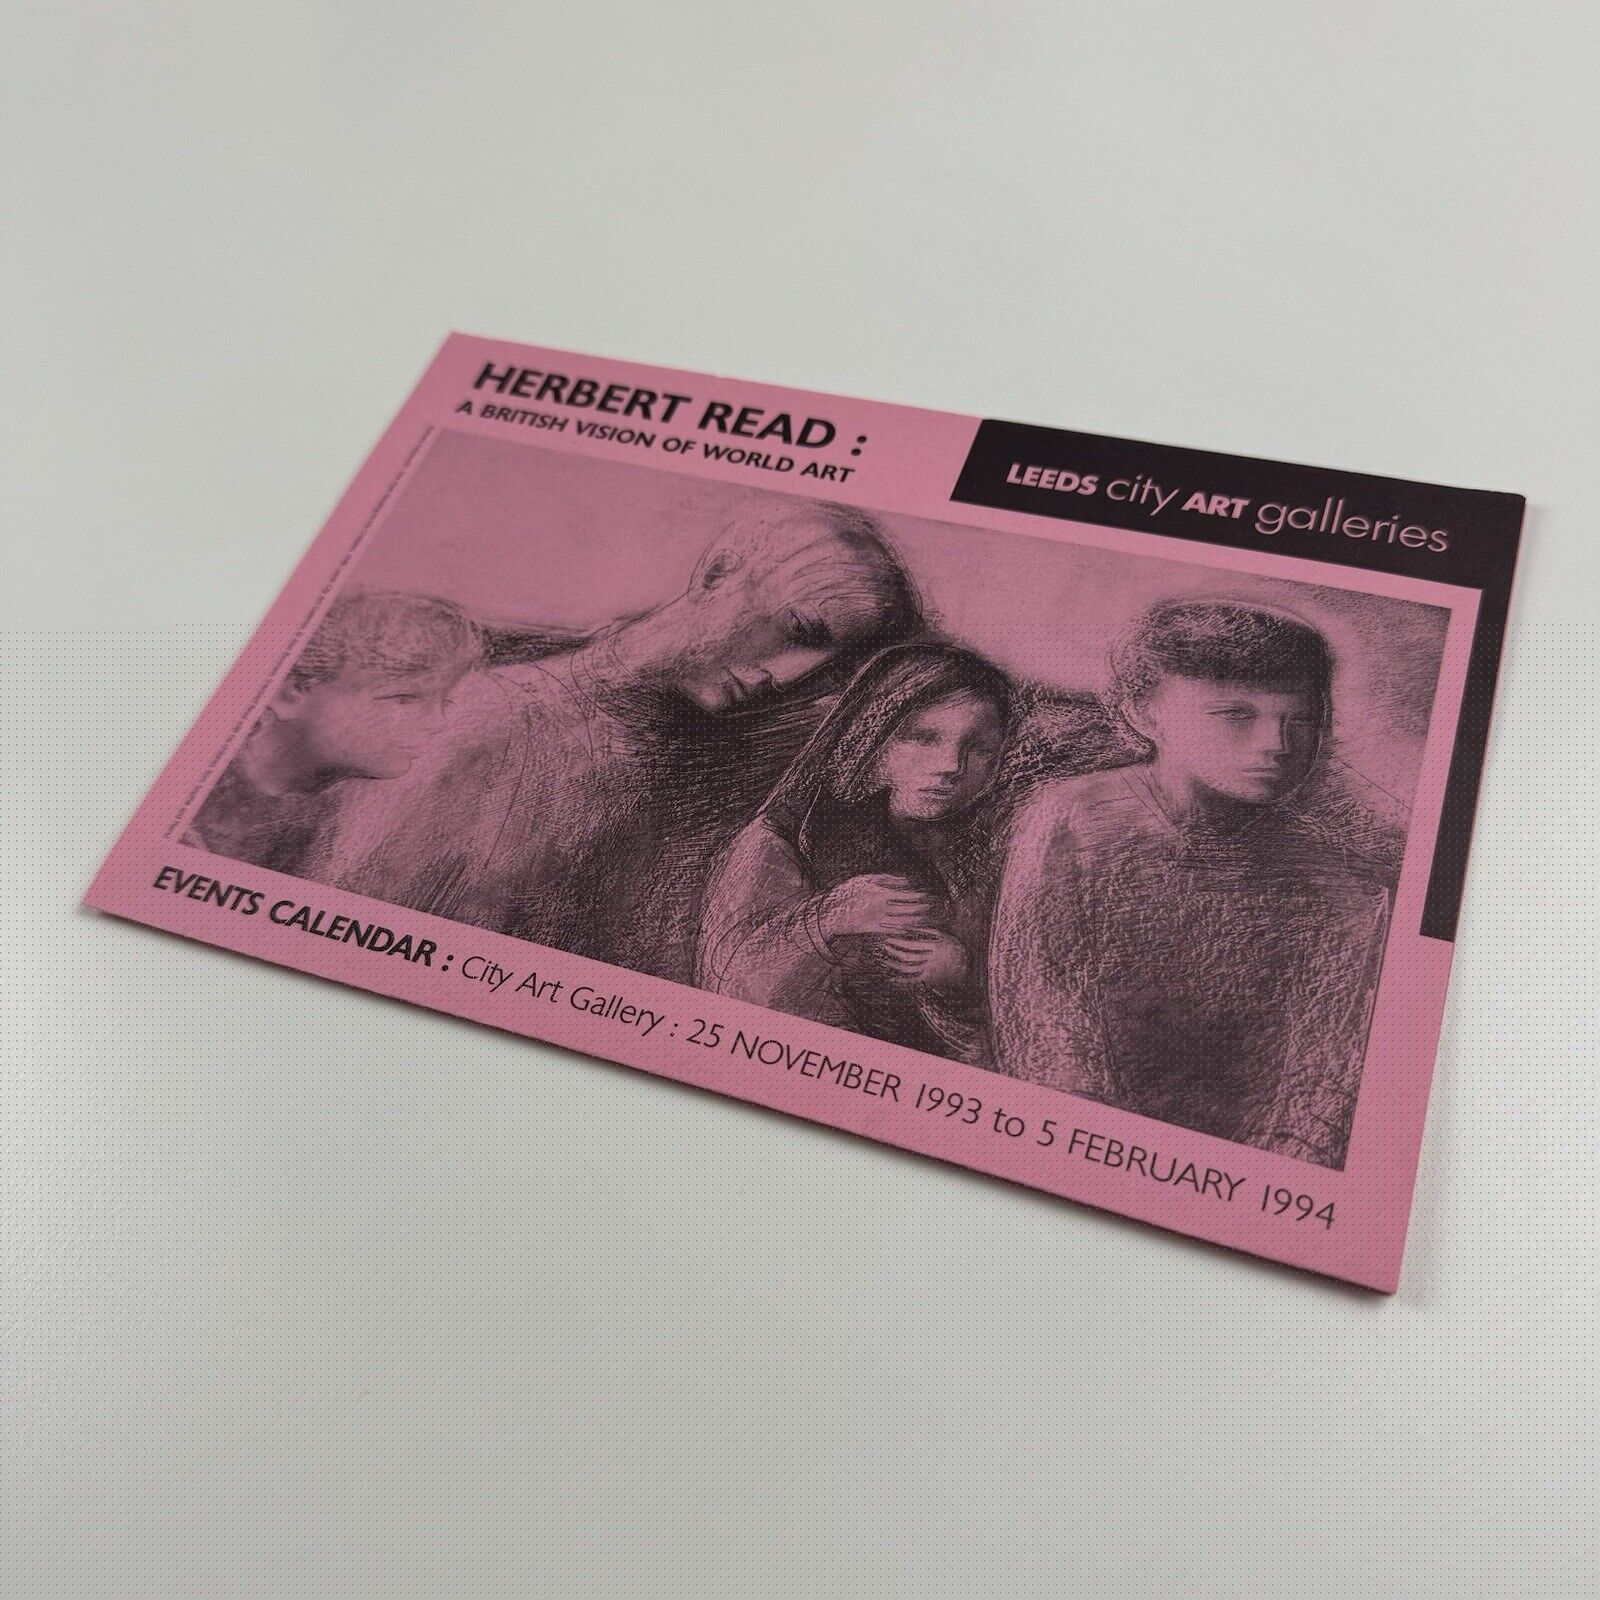 HERBERT READ :
A BRITISH VISION OF WORLD ART
LEEDS city ART galleries
EVENTS CALENDAR : City Art Gallery : 25 NOVEMBER 1993 to 5 FEBRUARY 1994